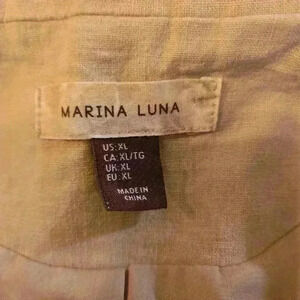 MARINA LUNA
US: XL
CA: XL/TG
UK: XL
EU: XL
MADE IN
CHINA